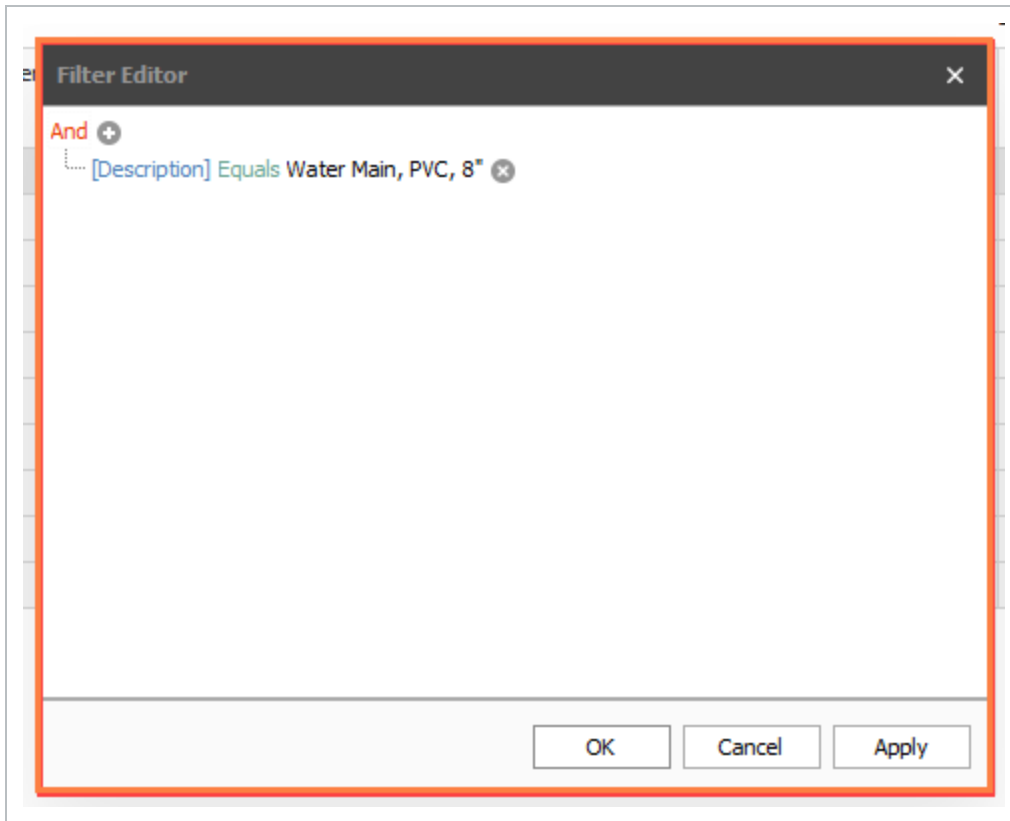 Filter Editor
And
[Description] Equals Water Main, PVC, 8"
OK Cancel Apply